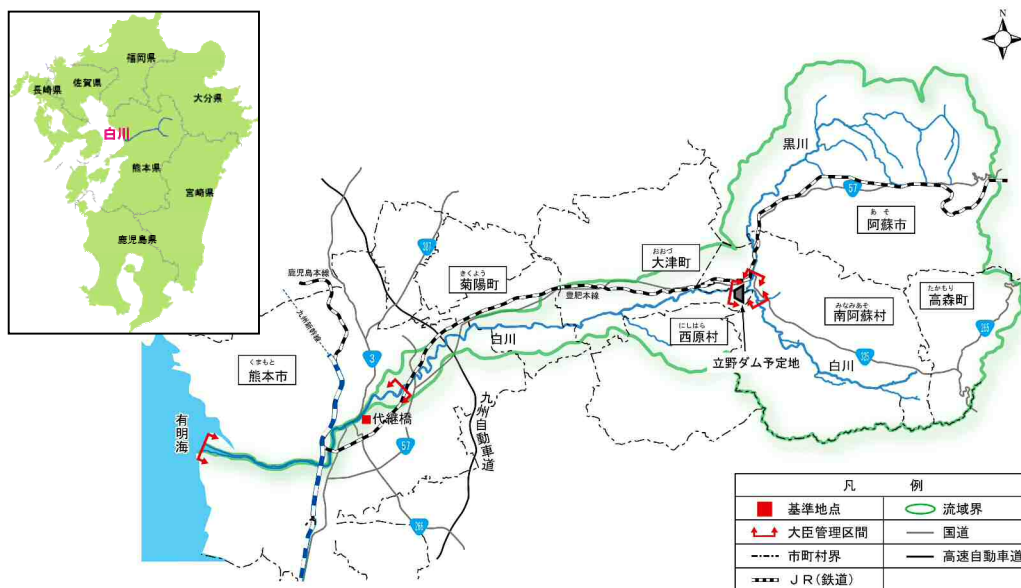 福岡県
佐賀県
長崎県
大分県
白川
熊本県
宮崎県
鹿児島県
N
黒川
57
あそ
阿蘇市
おおづ
大津町
387
鹿児島本線
きくよう
菊陽町
豊肥本線
たかもり
高森町
みなみあそ
南阿蘇村
265
九州新幹線
白川
にしはら
西原村
3
325
くまもと
熊本市
立野ダム予定地
白川
代継橋
有明海
57
九州自動車道
266
凡例
基準地点
流域界
大臣管理区間
国道
市町村界
高速自動車道
JR(鉄道)